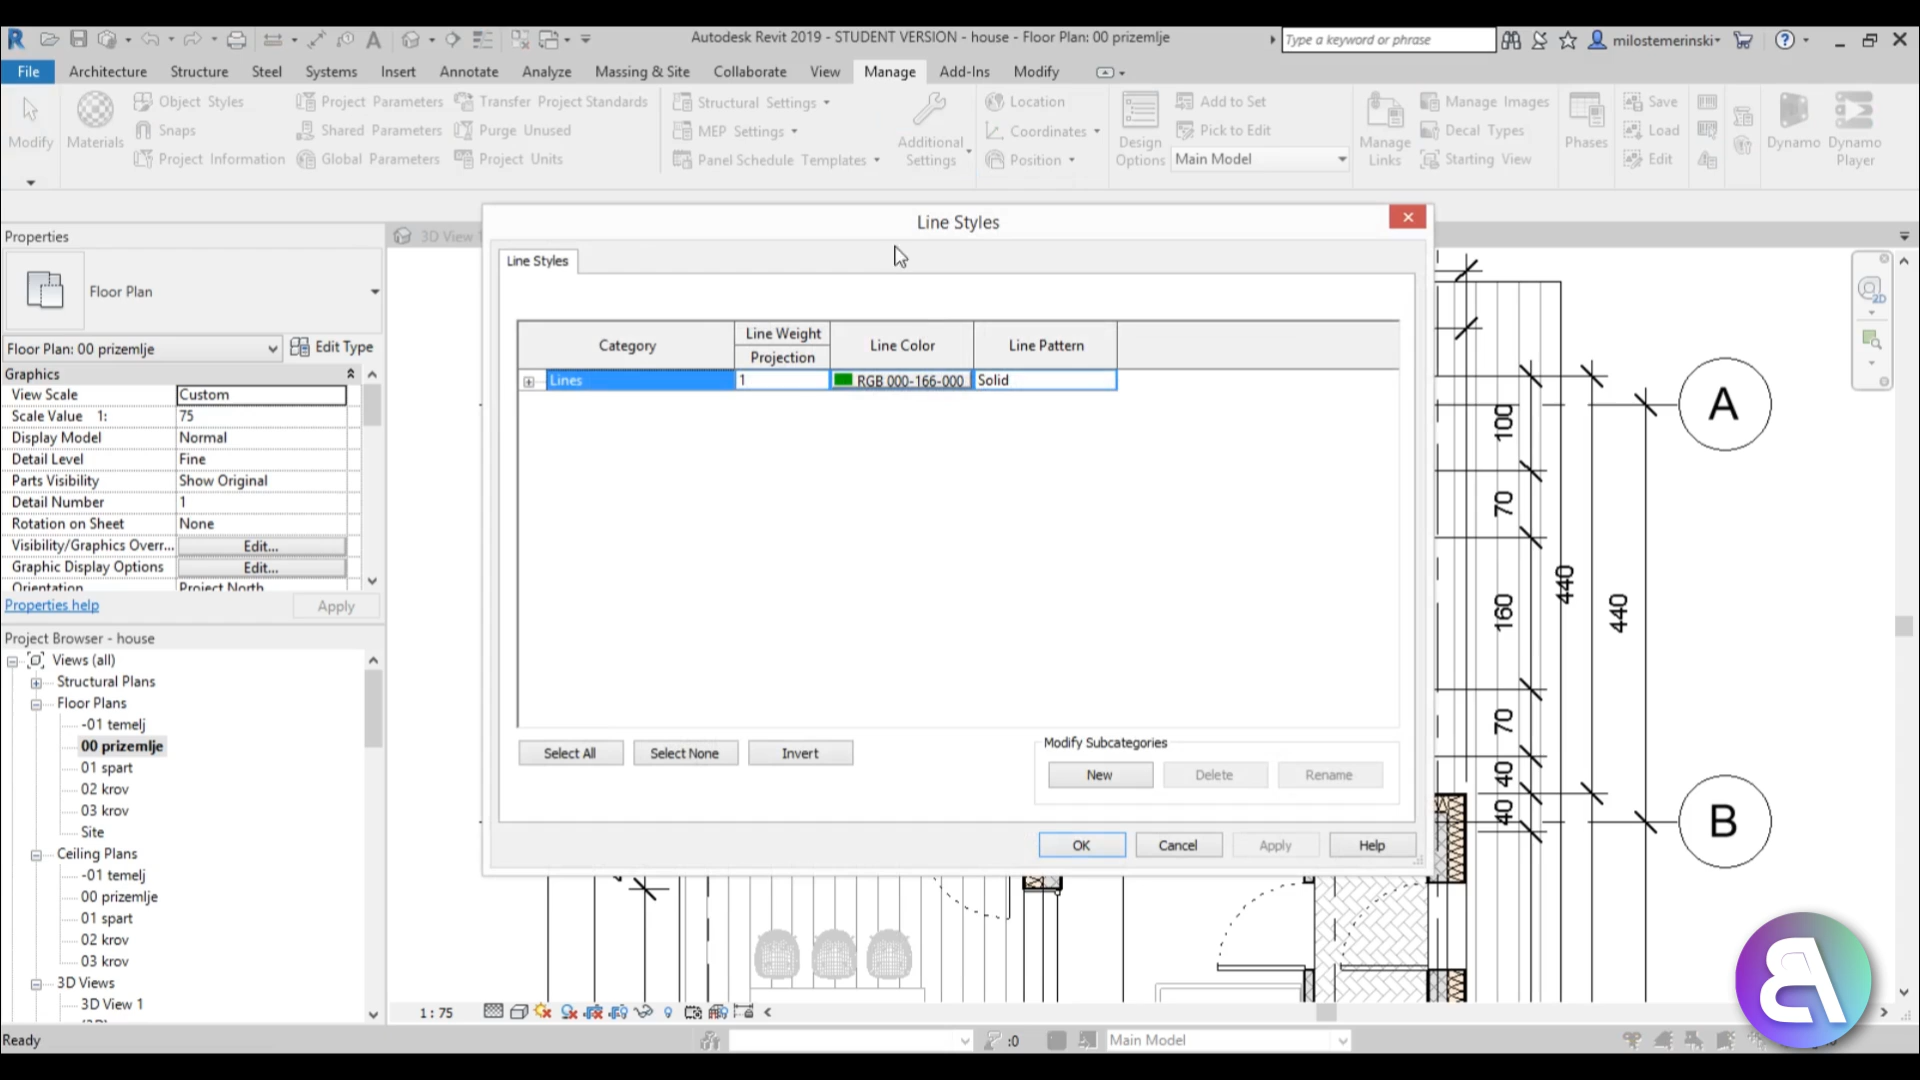 Autodesk Revit 2019 - STUDENT VERSION - house - Floor Plan: 00 prizemlje
Type a keyword or phrase
milostemerinski
File Architecture Structure Steel Systems Insert Annotate Analyze Massing & Site Collaborate View Manage Add-Ins Modify
Modify
Materials
Object Styles
Snaps
Project Information
Project Parameters
Shared Parameters
Global Parameters
Transfer Project Standards
Purge Unused
Project Units
Structural Settings
MEP Settings
Panel Schedule Templates
Additional
Settings
Location
Coordinates
Position
Design
Options
Add to Set
Pick to Edit
Main Model
Manage
Links
Manage Images
Decal Types
Starting View
Phases
Save
Load
Edit
Dynamo
Dynamo
Player
Properties
Floor Plan
Floor Plan: 00 prizemlje
Edit Type
Graphics
View Scale Custom
Scale Value 1: 75
Display Model Normal
Detail Level Fine
Parts Visibility Show Original
Detail Number 1
Rotation on Sheet None
Visibility/Graphics Overr... Edit...
Graphic Display Options Edit...
Orientation Project North
Properties help
Apply
Project Browser - house
Views (all)
Structural Plans
Floor Plans
-01 temelj
00 prizemlje
01 spart
02 krov
03 krov
Site
Ceiling Plans
-01 temelj
00 prizemlje
01 spart
02 krov
03 krov
3D Views
3D View 1
Ready
3D View 1
Line Styles
Line Styles
Category
Line Weight
Projection
Line Color
Line Pattern
Lines 1 RGB 000-166-000 Solid
Select All
Select None
Invert
Modify Subcategories
New
Delete
Rename
OK
Cancel
Apply
Help
2D
100
70
160
440
440
70
40
40
A
B
1 : 75
:0
Main Model